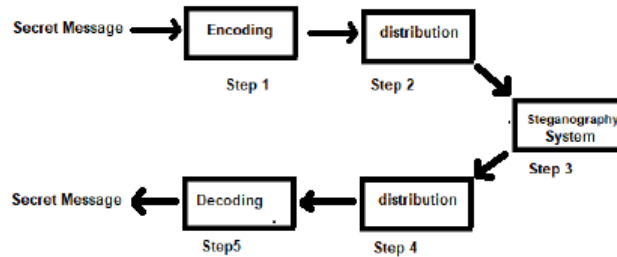 Secret Message
Encoding
distribution
Step 1
Step 2
Steganography
System
Step 3
Secret Message
Decoding
distribution
Step5
Step 4